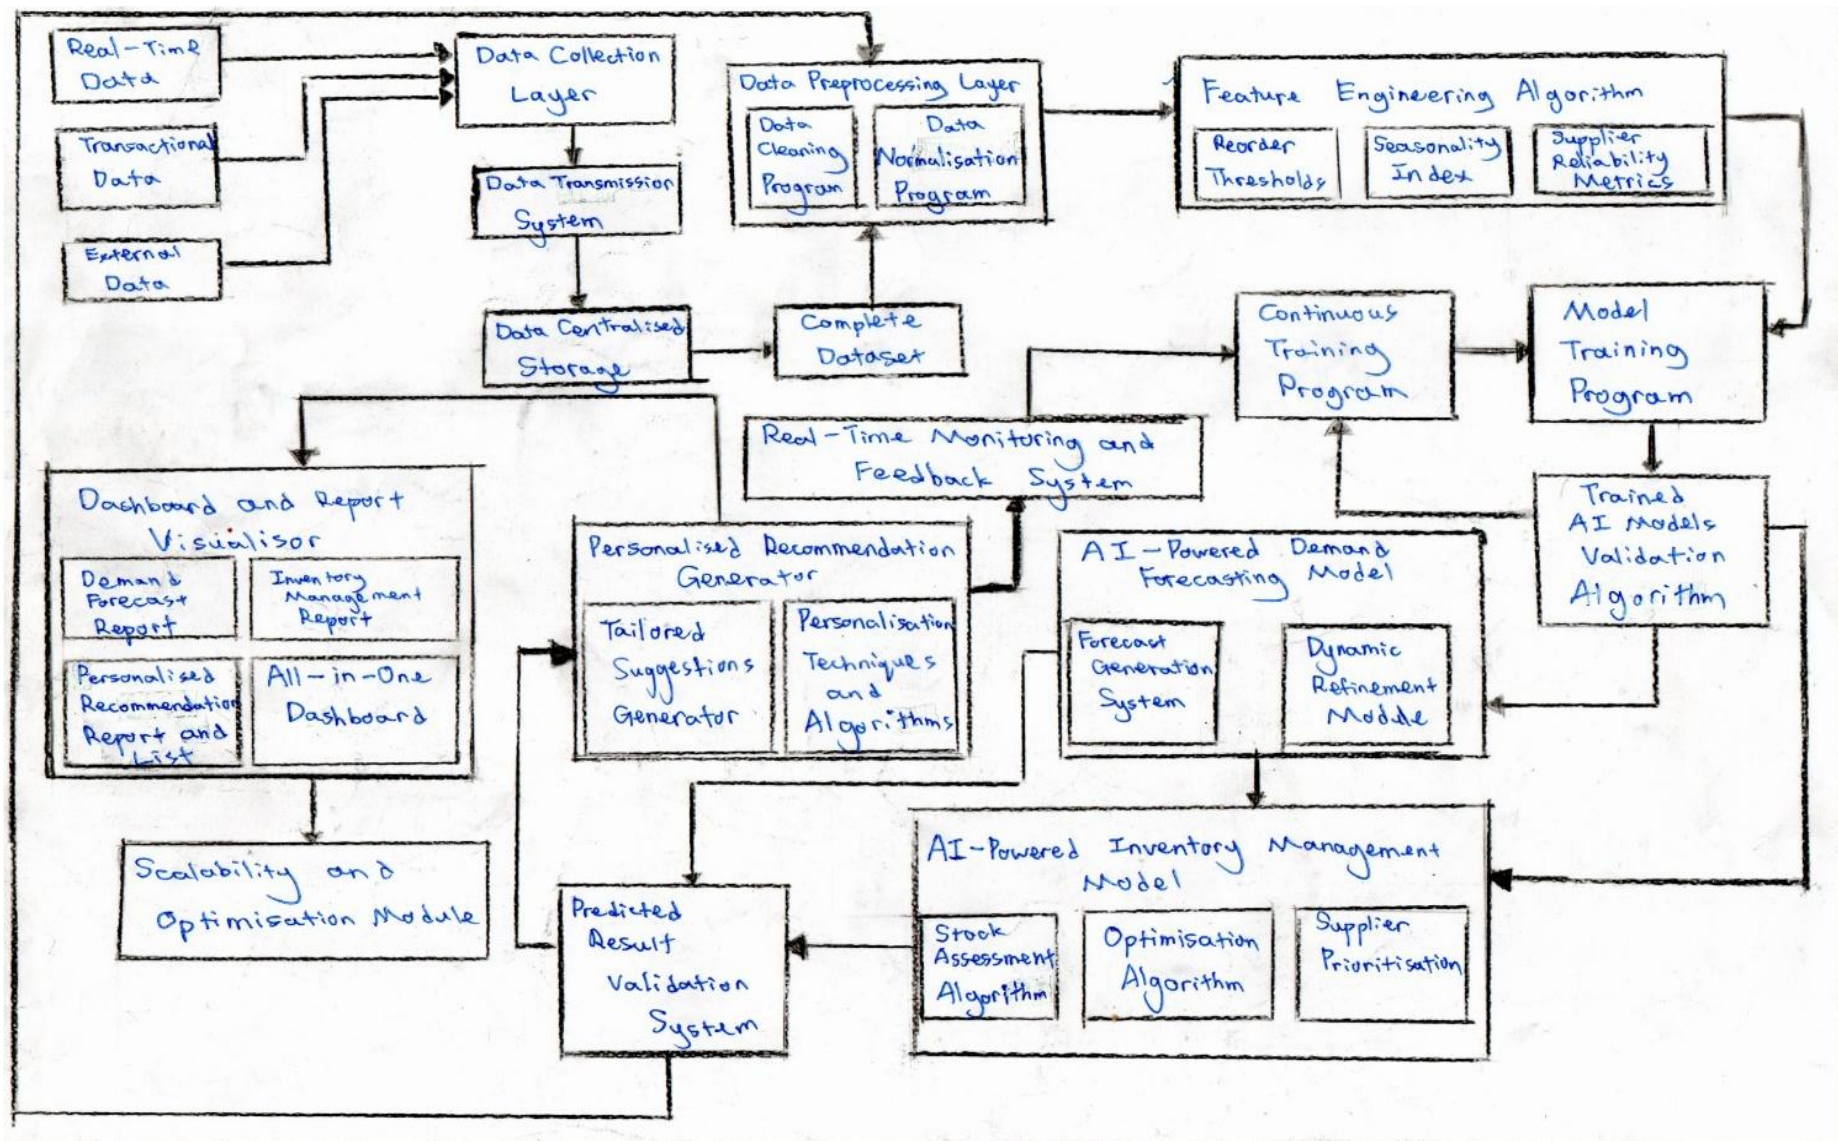 Real-Time
Data
Transactional
Data
External
Data
Data Collection
Layer
Data Transmission
System
Data Centralised
Storage
Complete
Dataset
Data Preprocessing Layer
Data
Cleaning
Program
Data
Normalisation
Program
Feature Engineering Algorithm
Reorder
Thresholds
Seasonality
Index
Supplier
Reliability
Metrics
Continuous
Training
Program
Model
Training
Program
Real-Time Monitoring and
Feedback System
Trained
AI Models
Validation
Algorithm
Dashboard and Report
Visualisor
Demand
Forecast
Report
Inventory
Management
Report
Personalised
Recommendation
Report and
List
All-in-One
Dashboard
Personalised Recommendation
Generator
Tailored
Suggestions
Generator
Personalisation
Techniques
and
Algorithms
AI-Powered Demand
Forecasting Model
Forecast
Generation
System
Dynamic
Refinement
Module
Scalability and
Optimisation Module
Predicted
Result
Validation
System
AI-Powered Inventory Management
Model
Stock
Assessment
Algorithm
Optimisation
Algorithm
Supplier
Prioritisation